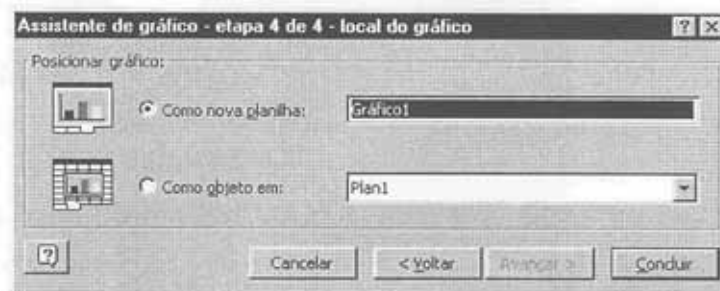 Assistente de gráfico - etapa 4 de 4 - local do gráfico
Posicionar gráfico:
Como nova planilha: Gráfico1
Como objeto em: Plan1
Cancelar < Voltar Avançar > Concluir